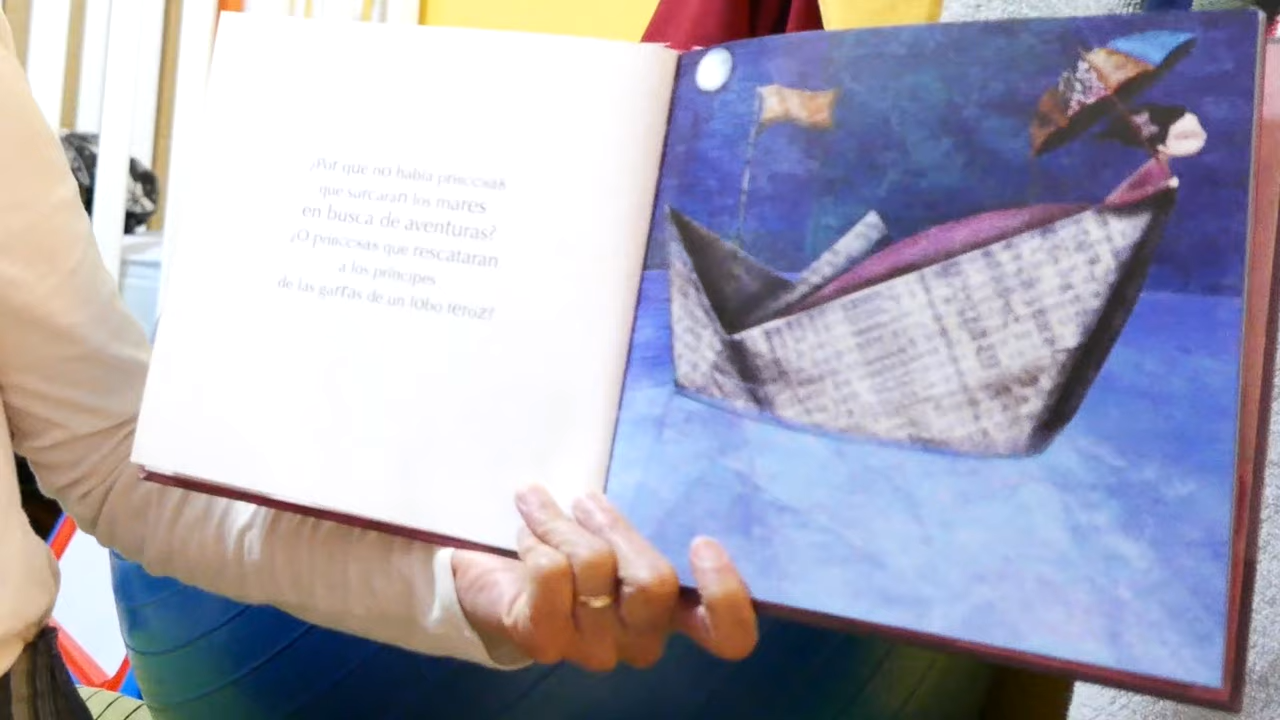 ¿Por qué no había princesas
que surcaran los mares
en busca de aventuras?
¿O princesas que rescataran
a los príncipes
de las garras de un lobo feroz?